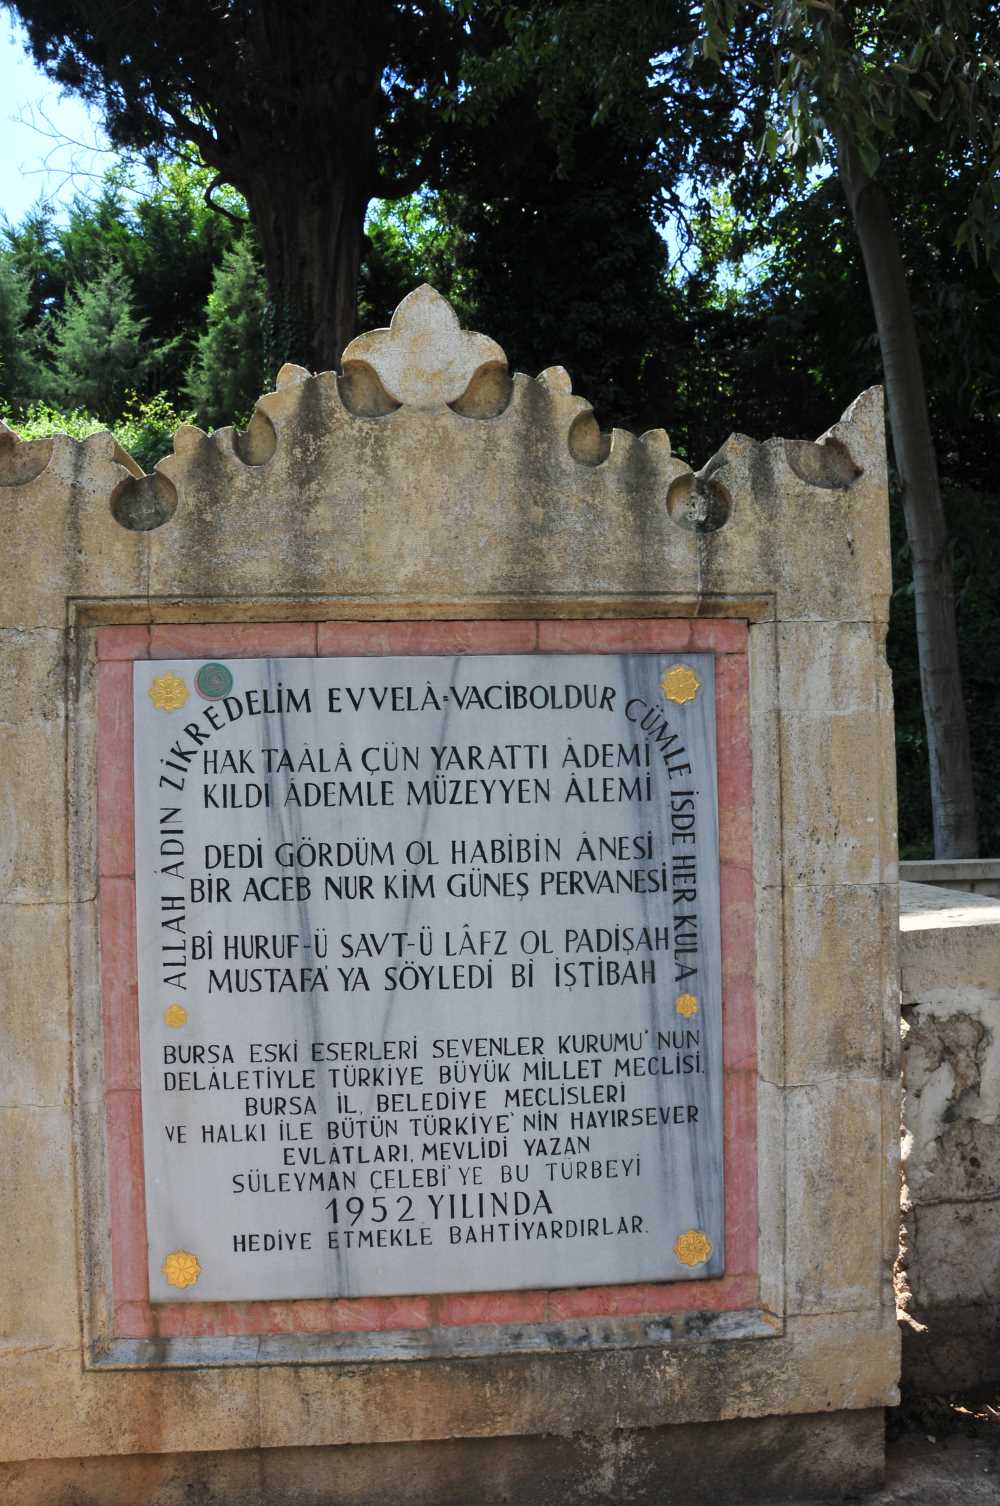 ALLAH ADIN ZİKREDELİM EVVELÂ-VACİBOLDUR CÜMLE İSDE HER KULA
HAK TAÂLÂ ÇÜN YARATTI ÂDEMİ
KILDI ÂDEMLE MÜZEYYEN ÂLEMİ
DEDİ GÖRDÜM OL HABİBİN ÂNESİ
BİR ACEB NUR KİM GÜNEŞ PERVANESİ
BÎ HURUF-Ü SAVT-Ü LÂFZ OL PADİŞAH
MUSTAFA'YA SÖYLEDİ BÎ İŞTİBAH
BURSA ESKİ ESERLERİ SEVENLER KURUMU'NUN
DELÂLETİYLE TÜRKİYE BÜYÜK MİLLET MECLİSİ.
BURSA İL, BELEDİYE MECLİSLERİ
VE HALKI İLE BÜTÜN TÜRKİYE'NİN HAYIRSEVER
EVLÂTLARI, MEVLİDİ YAZAN
SÜLEYMAN ÇELEBİ'YE BU TÜRBEYİ
1952 YILINDA
HEDİYE ETMEKLE BAHTİYARDIRLAR.